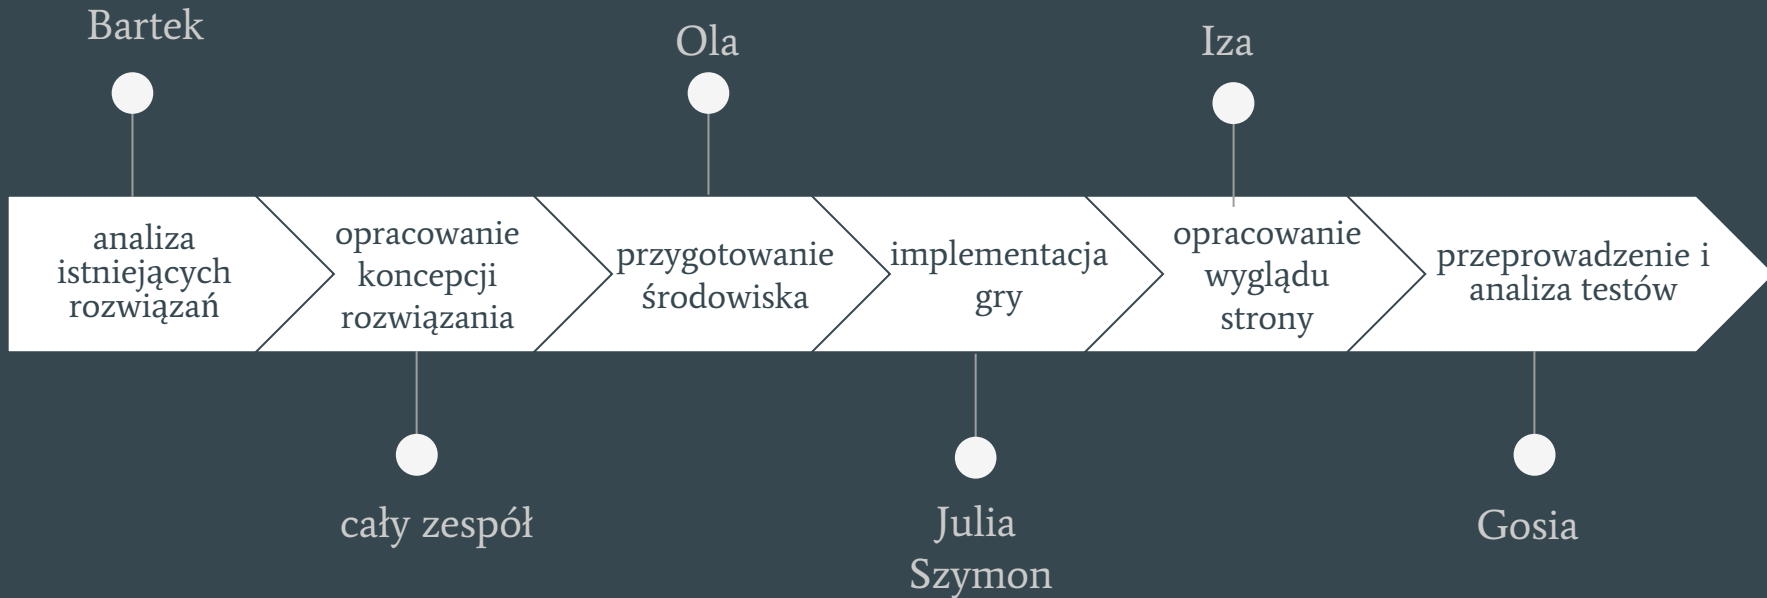 Bartek
Ola
Iza
analiza
istniejących
rozwiązań
opracowanie
koncepcji
rozwiązania
przygotowanie
środowiska
implementacja
gry
opracowanie
wyglądu
strony
przeprowadzenie i
analiza testów
cały zespół
Julia
Szymon
Gosia